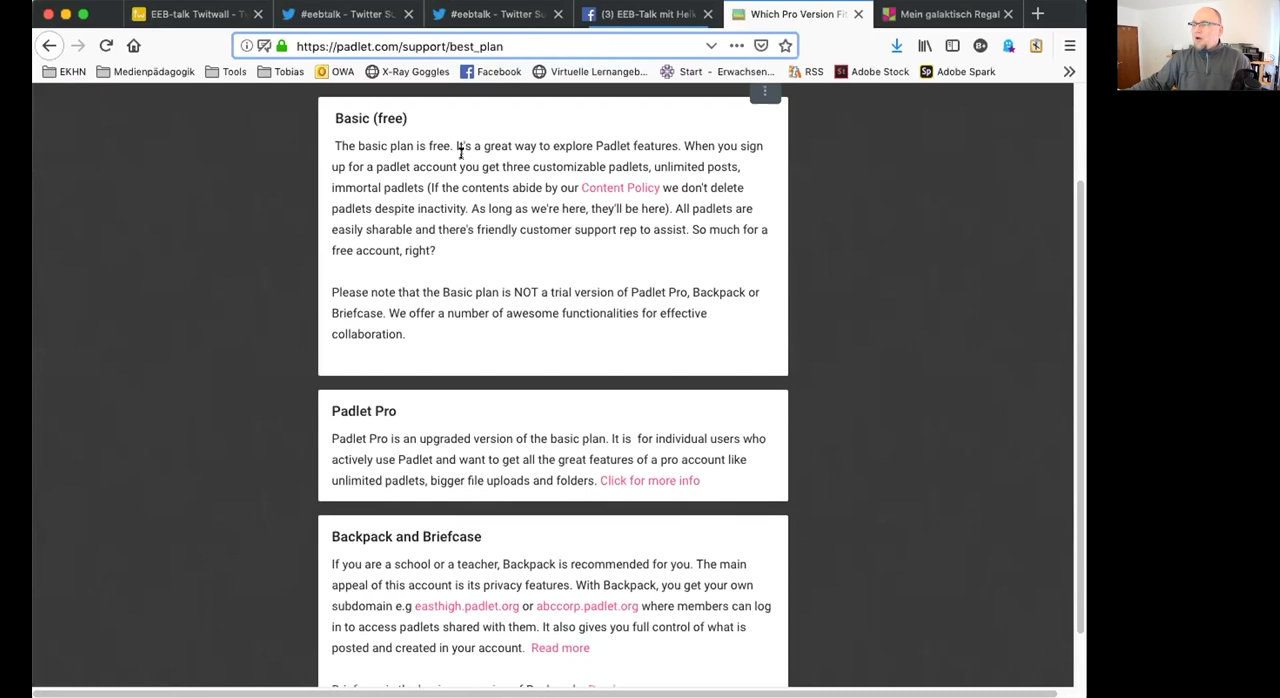 EEB-talk Twitwall - T
#eebtalk - Twitter S
#eebtalk - Twitter S
(3) EEB-Talk mit Hei
Which Pro Version Fi
Mein galaktisch Regal
https://padlet.com/support/best_plan
EKHN
Medienpädagogik
Tools
Tobias
OWA
X-Ray Goggles
Facebook
Virtuelle Lernangeb...
Start - Erwachsen...
RSS
Adobe Stock
Adobe Spark
Basic (free)
The basic plan is free. It's a great way to explore Padlet features. When you sign
up for a padlet account you get three customizable padlets, unlimited posts,
immortal padlets (If the contents abide by our Content Policy we don't delete
padlets despite inactivity. As long as we're here, they'll be here). All padlets are
easily sharable and there's friendly customer support rep to assist. So much for a
free account, right?
Please note that the Basic plan is NOT a trial version of Padlet Pro, Backpack or
Briefcase. We offer a number of awesome functionalities for effective
collaboration.
Padlet Pro
Padlet Pro is an upgraded version of the basic plan. It is for individual users who
actively use Padlet and want to get all the great features of a pro account like
unlimited padlets, bigger file uploads and folders. Click for more info
Backpack and Briefcase
If you are a school or a teacher, Backpack is recommended for you. The main
appeal of this account is its privacy features. With Backpack, you get your own
subdomain e.g easthigh.padlet.org or abccorp.padlet.org where members can log
in to access padlets shared with them. It also gives you full control of what is
posted and created in your account. Read more